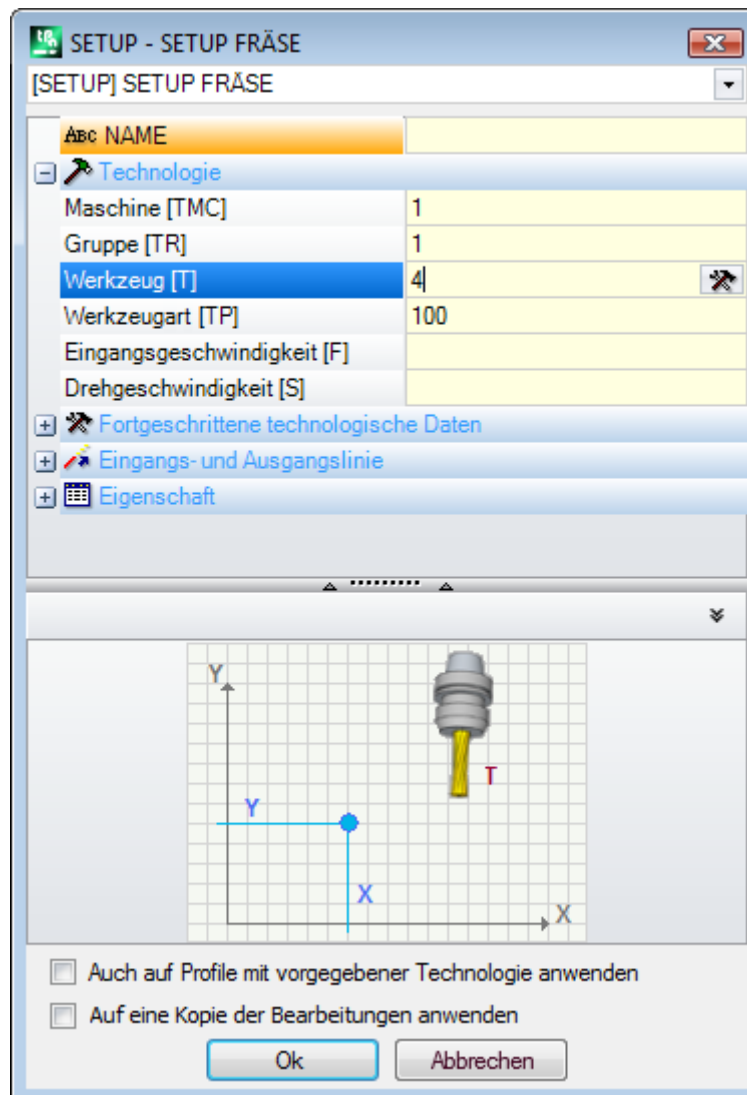 SETUP - SETUP FRÄSE
[SETUP] SETUP FRÄSE
ABC NAME
Technologie
Maschine [TMC] 1
Gruppe [TR] 1
Werkzeug [T] 4
Werkzeugart [TP] 100
Eingangsgeschwindigkeit [F]
Drehgeschwindigkeit [S]
Fortgeschrittene technologische Daten
Eingangs- und Ausgangslinie
Eigenschaft
Y
T
Y
X
X
Auch auf Profile mit vorgegebener Technologie anwenden
Auf eine Kopie der Bearbeitungen anwenden
Ok Abbrechen